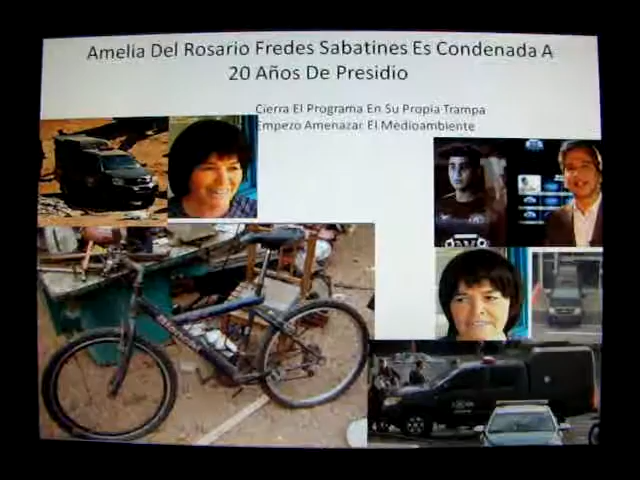 Amelia Del Rosario Fredes Sabatines Es Condenada A
20 Años De Presidio
Cierra El Programa En Su Propia Trampa
Empezo Amenazar El Medioambiente